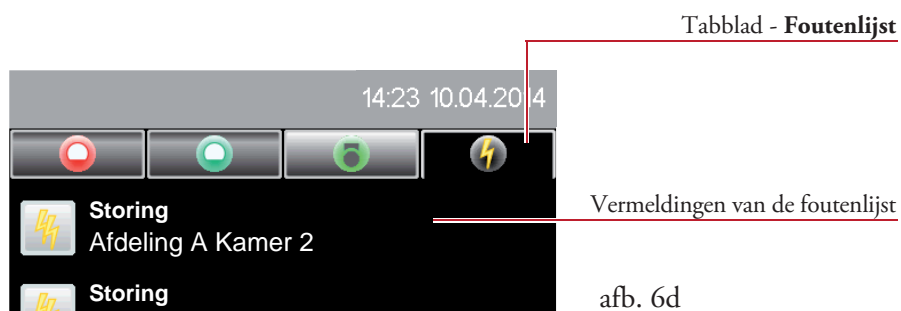 Tabblad - Foutenlijst
14:23 10.04.2014
Storing
Afdeling A Kamer 2
Vermeldingen van de foutenlijst
Storing
afb. 6d